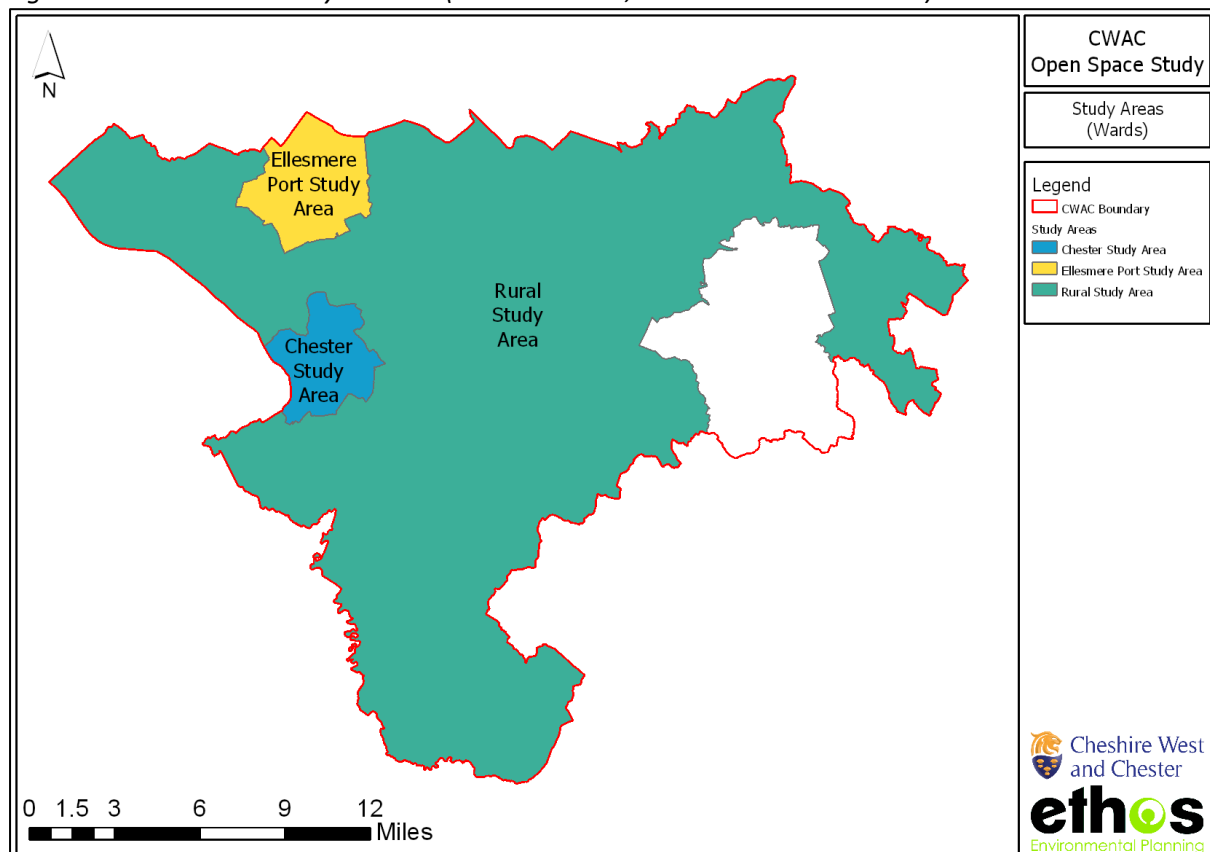 N
Ellesmere
Port Study
Area
Rural
Study
Area
Chester
Study
Area
0 1.5 3 6 9 12
Miles
CWAC
Open Space Study
Study Areas
(Wards)
Legend
CWAC Boundary
Study Areas
Chester Study Area
Ellesmere Port Study Area
Rural Study Area
Cheshire West
and Chester
ethos
Environmental Planning